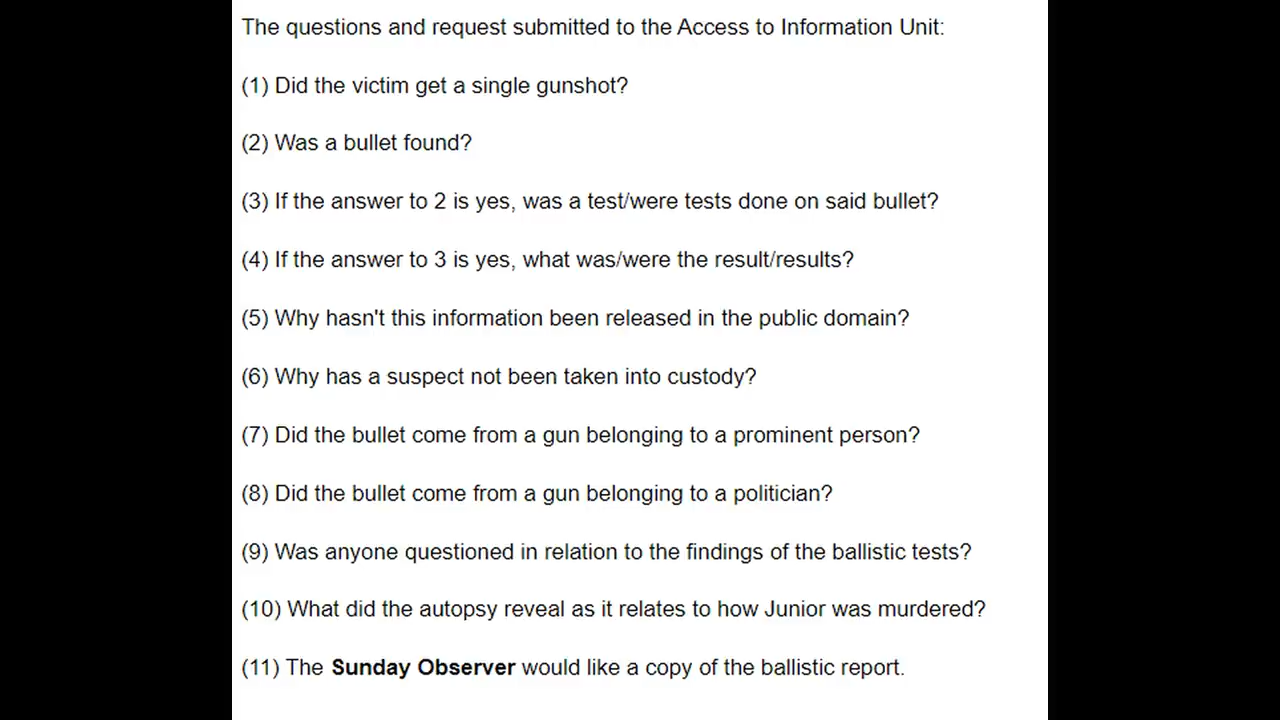 The questions and request submitted to the Access to Information Unit:
(1) Did the victim get a single gunshot?
(2) Was a bullet found?
(3) If the answer to 2 is yes, was a test/were tests done on said bullet?
(4) If the answer to 3 is yes, what was/were the result/results?
(5) Why hasn't this information been released in the public domain?
(6) Why has a suspect not been taken into custody?
(7) Did the bullet come from a gun belonging to a prominent person?
(8) Did the bullet come from a gun belonging to a politician?
(9) Was anyone questioned in relation to the findings of the ballistic tests?
(10) What did the autopsy reveal as it relates to how Junior was murdered?
(11) The Sunday Observer would like a copy of the ballistic report.